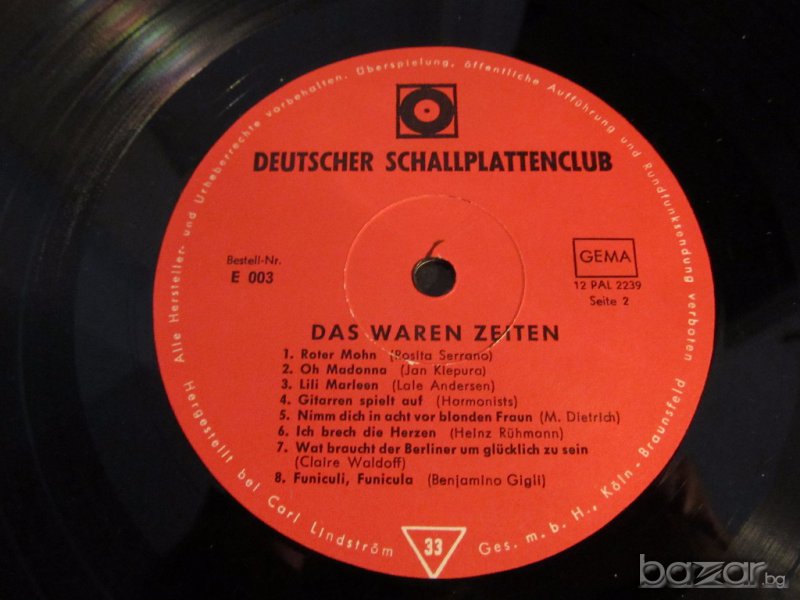 Alle Hersteller- und Urheberrechte vorbehalten. Überspielung, öffentliche Aufführung und Rundfunksendung verboten
DEUTSCHER SCHALLPLATTENCLUB
Bestell-Nr.
E 003
GEMA
12 PAL 2239
Seite 2
DAS WAREN ZEITEN
1. Roter Mohn (Rosita Serrano)
2. Oh Madonna (Jan Kiepura)
3. Lili Marleen (Lale Andersen)
4. Gitarren spielt auf (Harmonists)
5. Nimm dich in acht vor blonden Fraun (M. Dietrich)
6. Ich brech die Herzen (Heinz Rühmann)
7. Wat braucht der Berliner um glücklich zu sein
(Claire Waldoff)
8. Funiculi, Funicula (Benjamino Gigli)
33
Hergestellt bei Carl Lindström Ges. m. b. H., Köln - Braunsfeld
bazar.bg